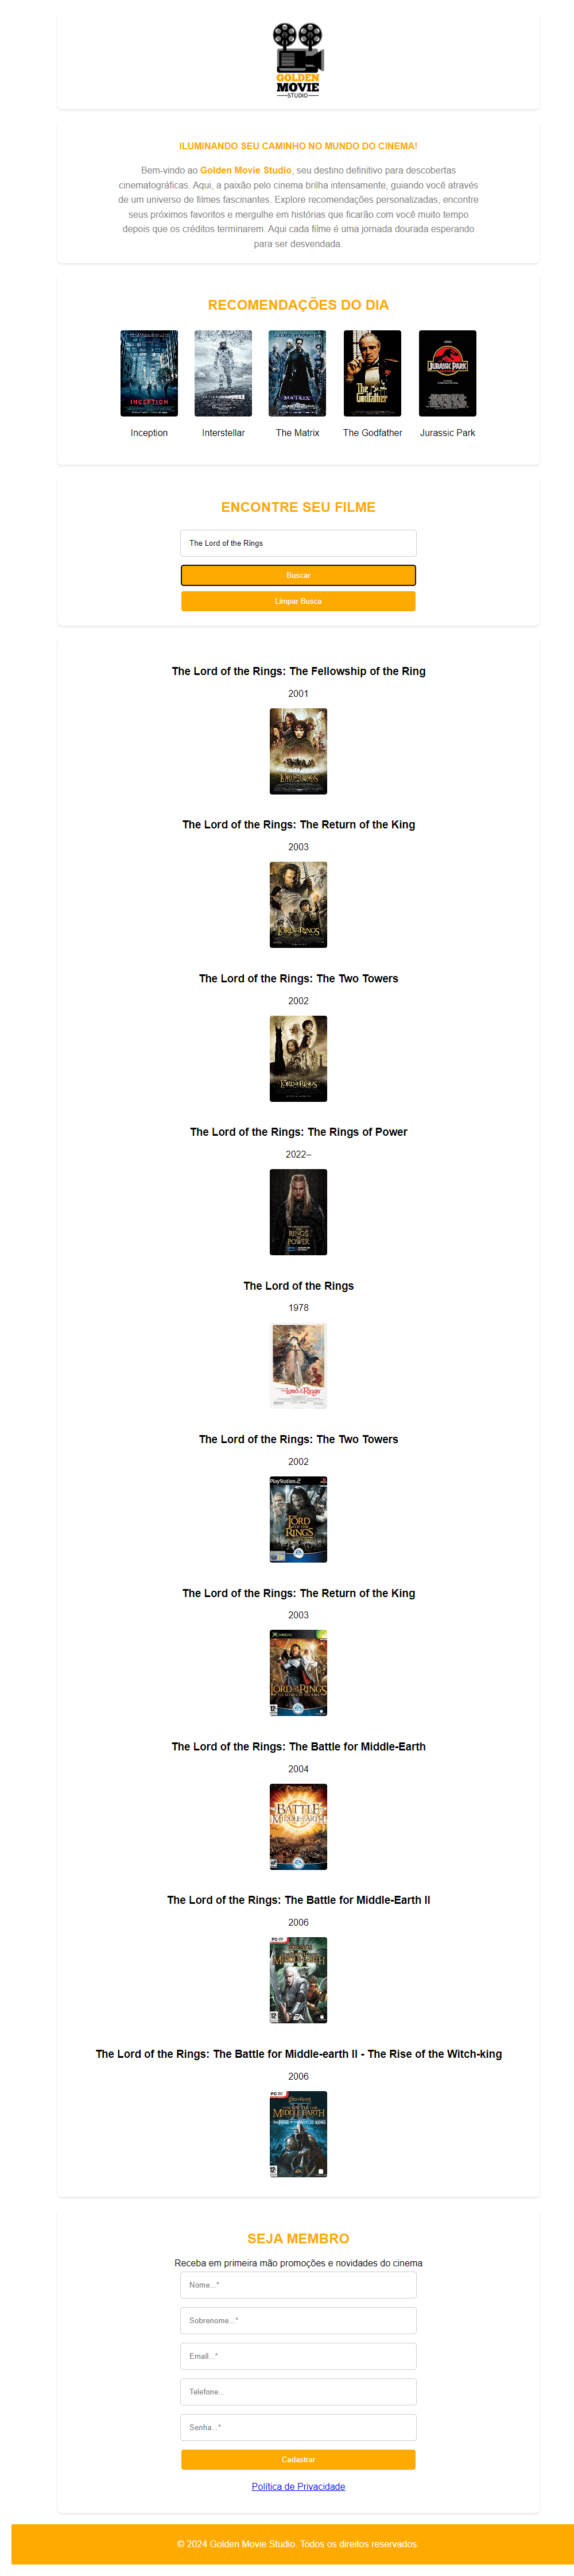 GOLDEN
MOVIE
STUDIO
ILUMINANDO SEU CAMINHO NO MUNDO DO CINEMA!
Bem-vindo ao Golden Movie Studio, seu destino definitivo para descobertas
cinematográficas. Aqui, a paixão pelo cinema brilha intensamente, guiando você através
de um universo de filmes fascinantes. Explore recomendações personalizadas, encontre
seus próximos favoritos e mergulhe em histórias que ficarão com você muito tempo
depois que os créditos terminarem. Aqui cada filme é uma jornada dourada esperando
para ser desvendada.
RECOMENDAÇÕES DO DIA
INCEPTION
MATRIX
The Godfather
JURASSIC PARK
Inception
Interstellar
The Matrix
The Godfather
Jurassic Park
ENCONTRE SEU FILME
The Lord of the Rings
Buscar
Limpar Busca
The Lord of the Rings: The Fellowship of the Ring
2001
The Lord of the Rings: The Return of the King
2003
The Lord of the Rings: The Two Towers
2002
The Lord of the Rings: The Rings of Power
2022–
The Lord of the Rings
1978
The Lord of the Rings: The Two Towers
2002
PlayStation 2
The Lord of the Rings: The Return of the King
2003
The Lord of the Rings: The Battle for Middle-Earth
2004
The Lord of the Rings: The Battle for Middle-Earth II
2006
The Lord of the Rings: The Battle for Middle-earth II - The Rise of the Witch-king
2006
SEJA MEMBRO
Receba em primeira mão promoções e novidades do cinema
Nome...*
Sobrenome...*
Email...*
Telefone...
Senha...*
Cadastrar
Política de Privacidade
© 2024 Golden Movie Studio. Todos os direitos reservados.